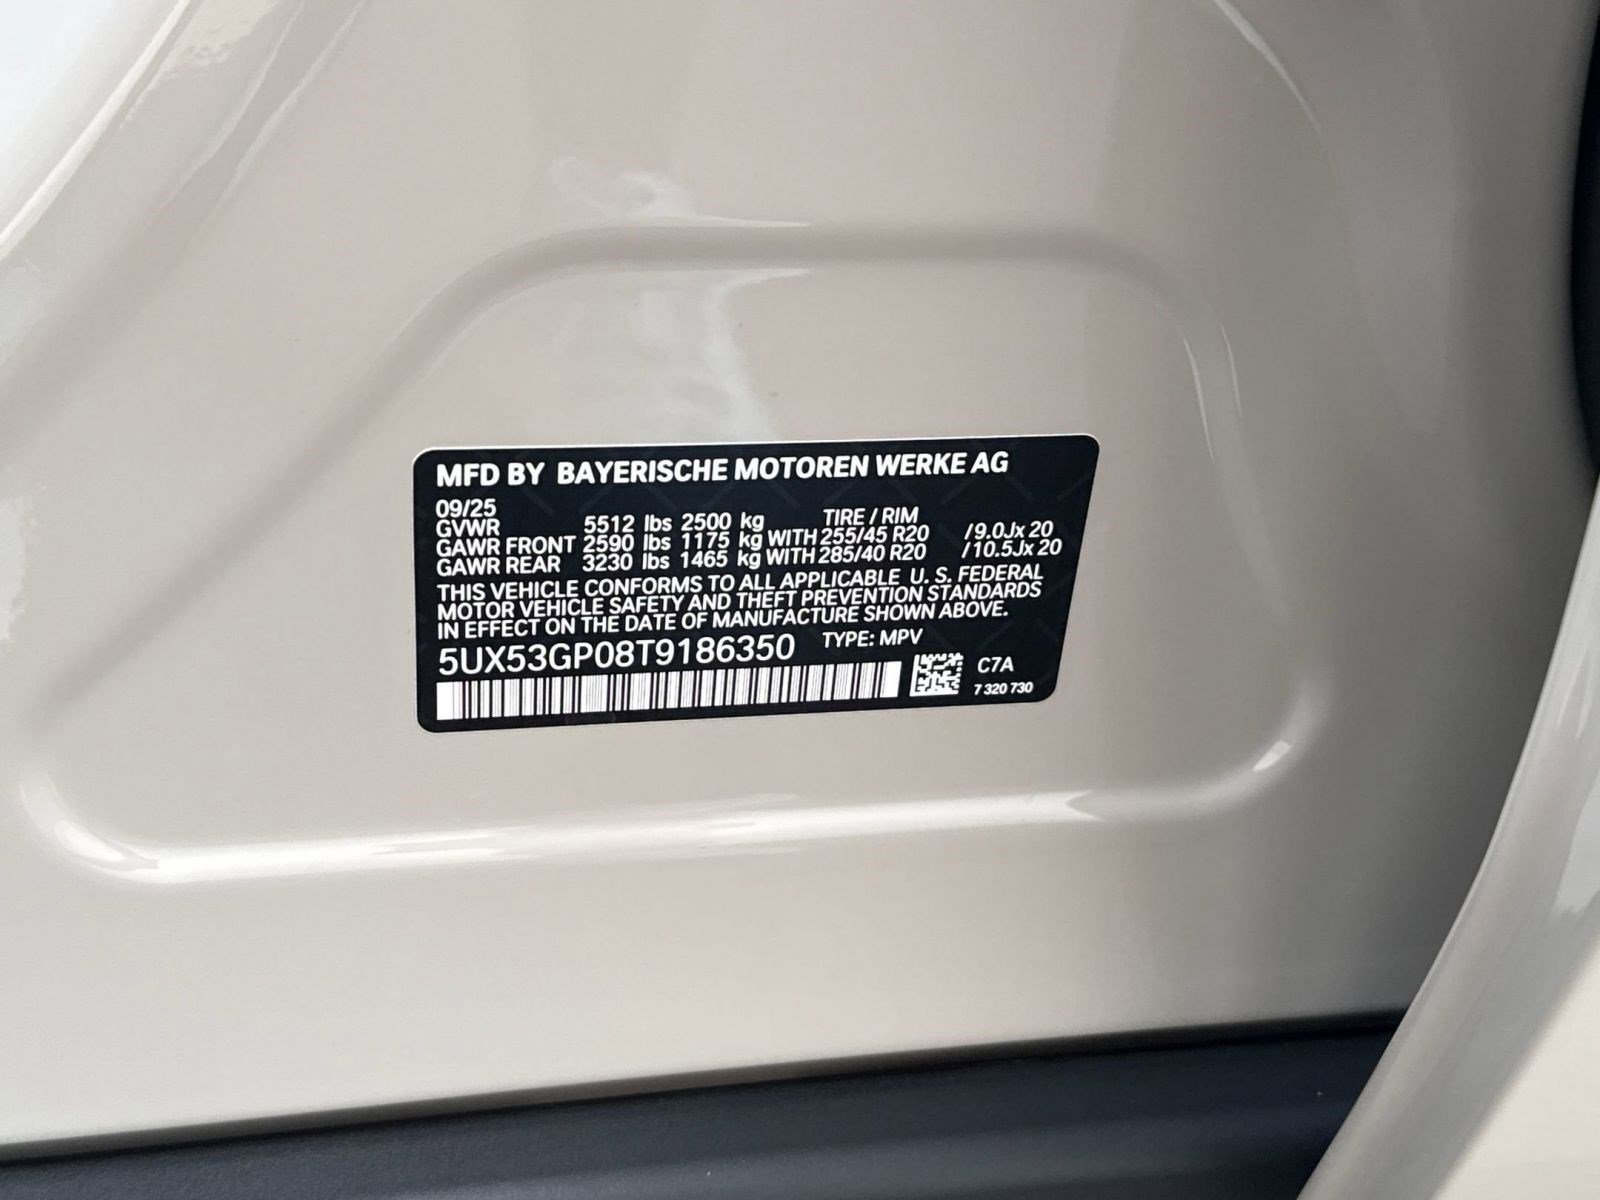 MFD BY BAYERISCHE MOTOREN WERKE AG
09/25
GVWR 5512 lbs 2500 kg TIRE / RIM
GAWR FRONT 2590 lbs 1175 kg WITH 255/45 R20 /9.0Jx 20
GAWR REAR 3230 lbs 1465 kg WITH 285/40 R20 /10.5Jx 20
THIS VEHICLE CONFORMS TO ALL APPLICABLE U. S. FEDERAL
MOTOR VEHICLE SAFETY AND THEFT PREVENTION STANDARDS
IN EFFECT ON THE DATE OF MANUFACTURE SHOWN ABOVE.
5UX53GP08T9186350 TYPE: MPV
C7A
7 320 730